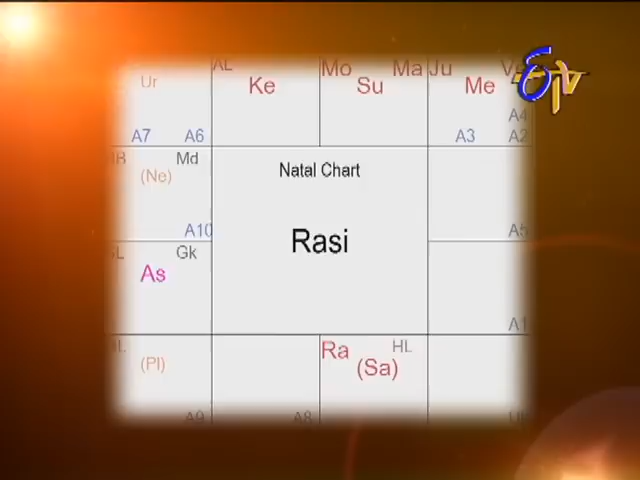 AL
Mo
Ma Ju
Ur
Ke
Su
Me
ETV
A7
A6
A3
A4
A2
Md
(Ne)
Natal Chart
A10
Rasi
A5
Gk
As
A1
(Pl)
Ra
HL
(Sa)
A9
A8